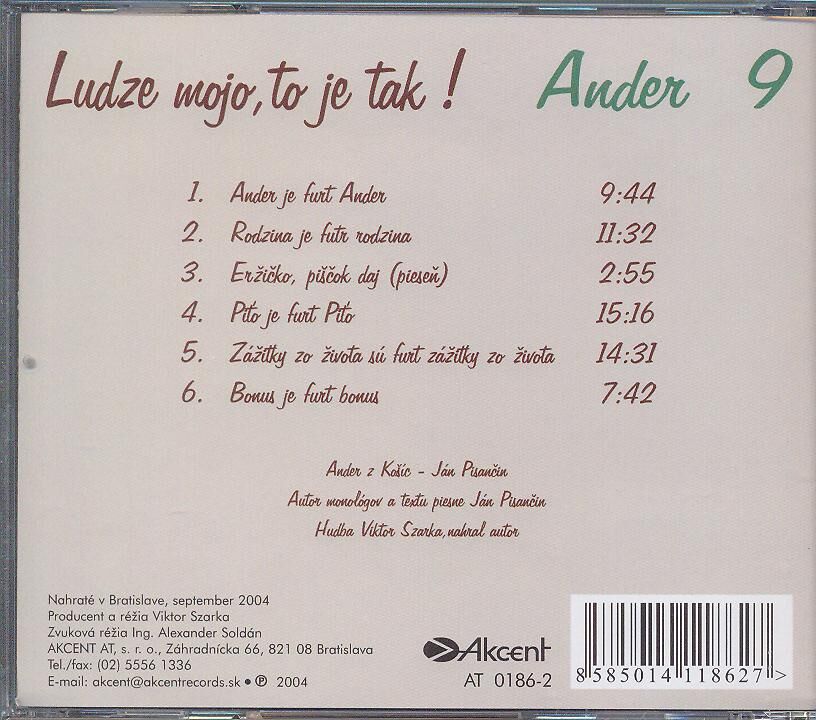 Ludze mojo, to je tak ! Ander 9
1. Ander je furt Ander 9:44
2. Rodzina je futr rodzina 11:32
3. Eržičko, piščok daj (pieseň) 2:55
4. Piťo je furt Piťo 15:16
5. Zážitky zo života sú furt zážitky zo života 14:31
6. Bonus je furt bonus 7:42
Ander z Košíc - Ján Pisančin
Autor monológov a textu piesne Ján Pisančin
Hudba Viktor Szarka, nahral autor
Nahraté v Bratislave, september 2004
Producent a réžia Viktor Szarka
Zvuková réžia Ing. Alexander Soldán
AKCENT AT, s. r. o., Záhradnícka 66, 821 08 Bratislava
Tel./fax: (02) 5556 1336
E-mail: akcent@akcentrecords.sk • ℗ 2004
Akcent
AT 0186-2
8 585014 118627 >